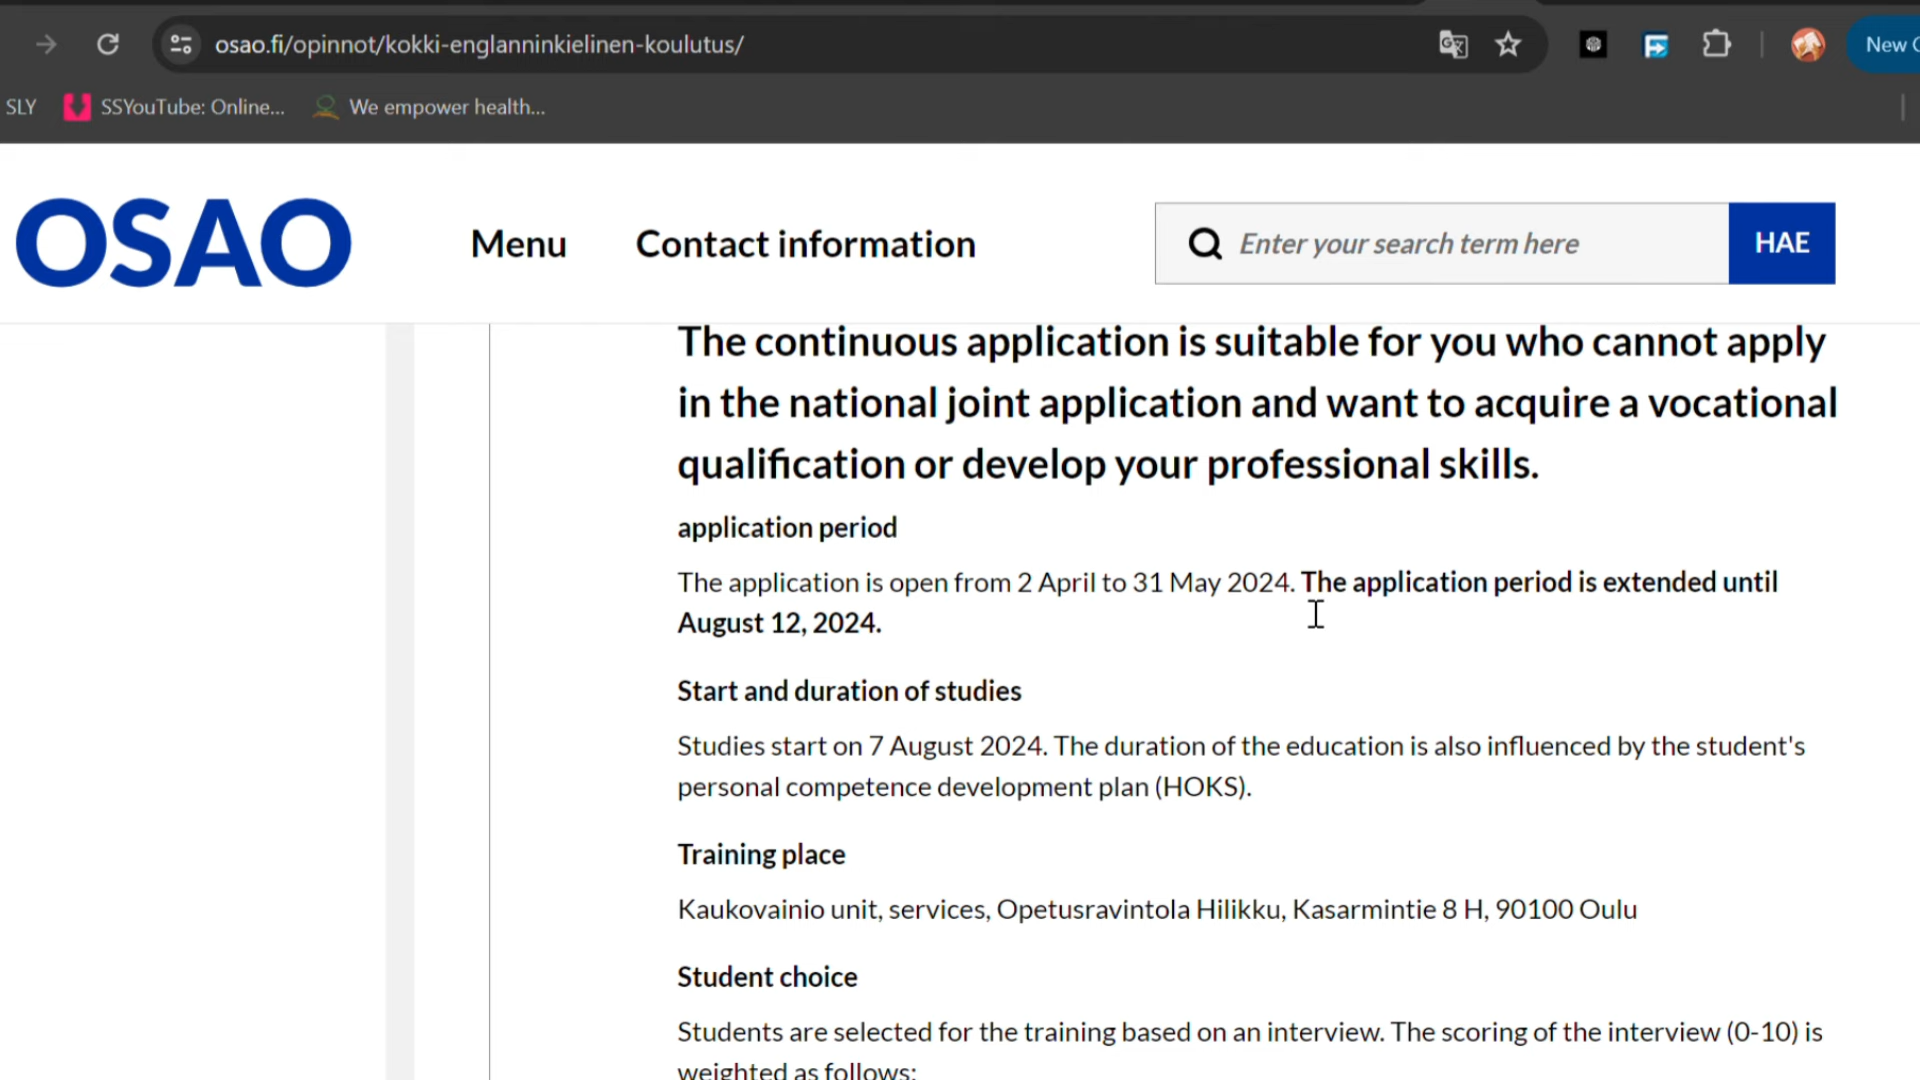 osao.fi/opinnot/kokki-englanninkielinen-koulutus/
New C
SLY
SSYouTube: Online...
We empower health...
OSAO
Menu
Contact information
Enter your search term here
HAE
The continuous application is suitable for you who cannot apply
in the national joint application and want to acquire a vocational
qualification or develop your professional skills.
application period
The application is open from 2 April to 31 May 2024. The application period is extended until
August 12, 2024.
Start and duration of studies
Studies start on 7 August 2024. The duration of the education is also influenced by the student's
personal competence development plan (HOKS).
Training place
Kaukovainio unit, services, Opetusravintola Hilikku, Kasarmintie 8 H, 90100 Oulu
Student choice
Students are selected for the training based on an interview. The scoring of the interview (0-10) is
weighted as follows: